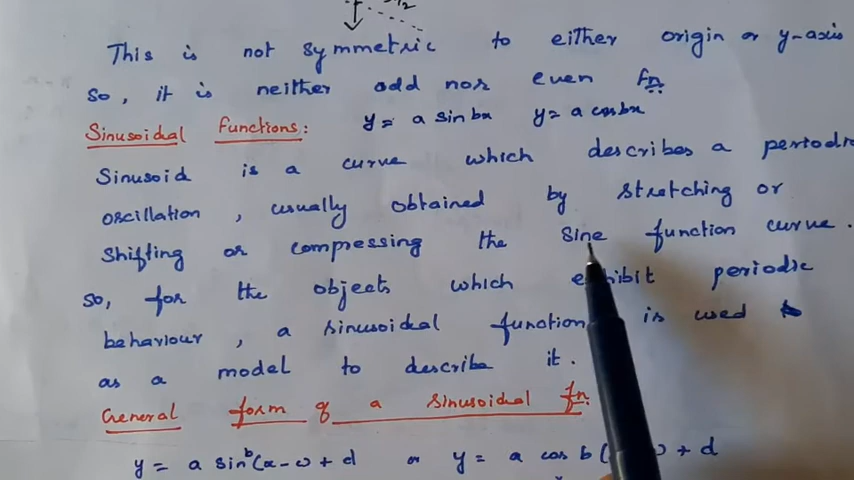 This is not symmetric to either origin or y-axis
So, it is neither add nor even fn.
Sinusoidal functions: y = a sin bx y = a cos bx
Sinusoid is a curve which describes a periodic
oscillation, usually obtained by stretching or
shifting or compressing the sine function curve.
so, for the objects which exhibit periodic
behaviour, a sinusoidal function is used
as a model to describe it.
General form of a sinusoidal fn.
y = a sin b(x - c) + d or y = a cos b( ) + d